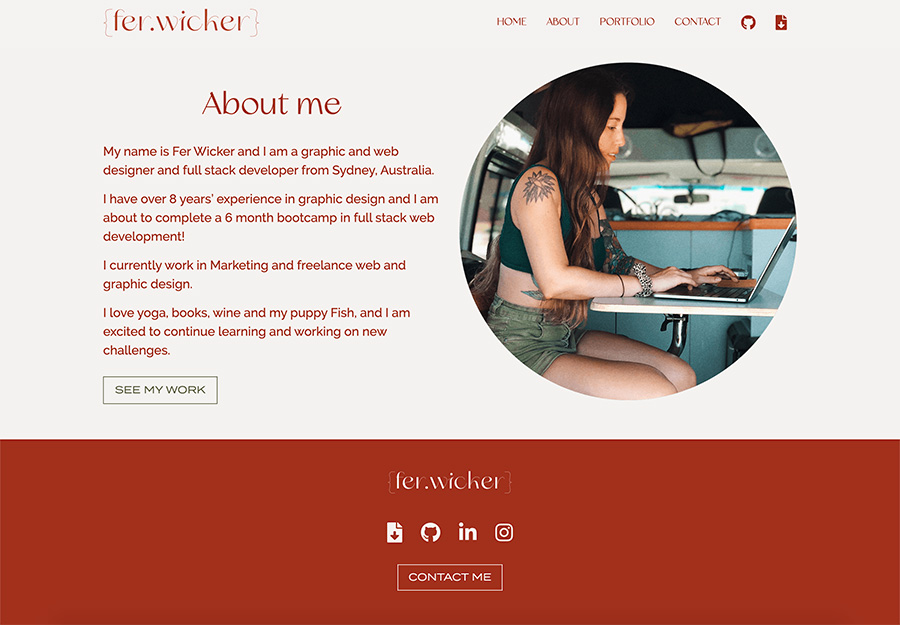 {fer.wicker}
HOME ABOUT PORTFOLIO CONTACT
About me
My name is Fer Wicker and I am a graphic and web
designer and full stack developer from Sydney, Australia.
I have over 8 years’ experience in graphic design and I am
about to complete a 6 month bootcamp in full stack web
development!
I currently work in Marketing and freelance web and
graphic design.
I love yoga, books, wine and my puppy Fish, and I am
excited to continue learning and working on new
challenges.
SEE MY WORK
{fer.wicker}
in
CONTACT ME